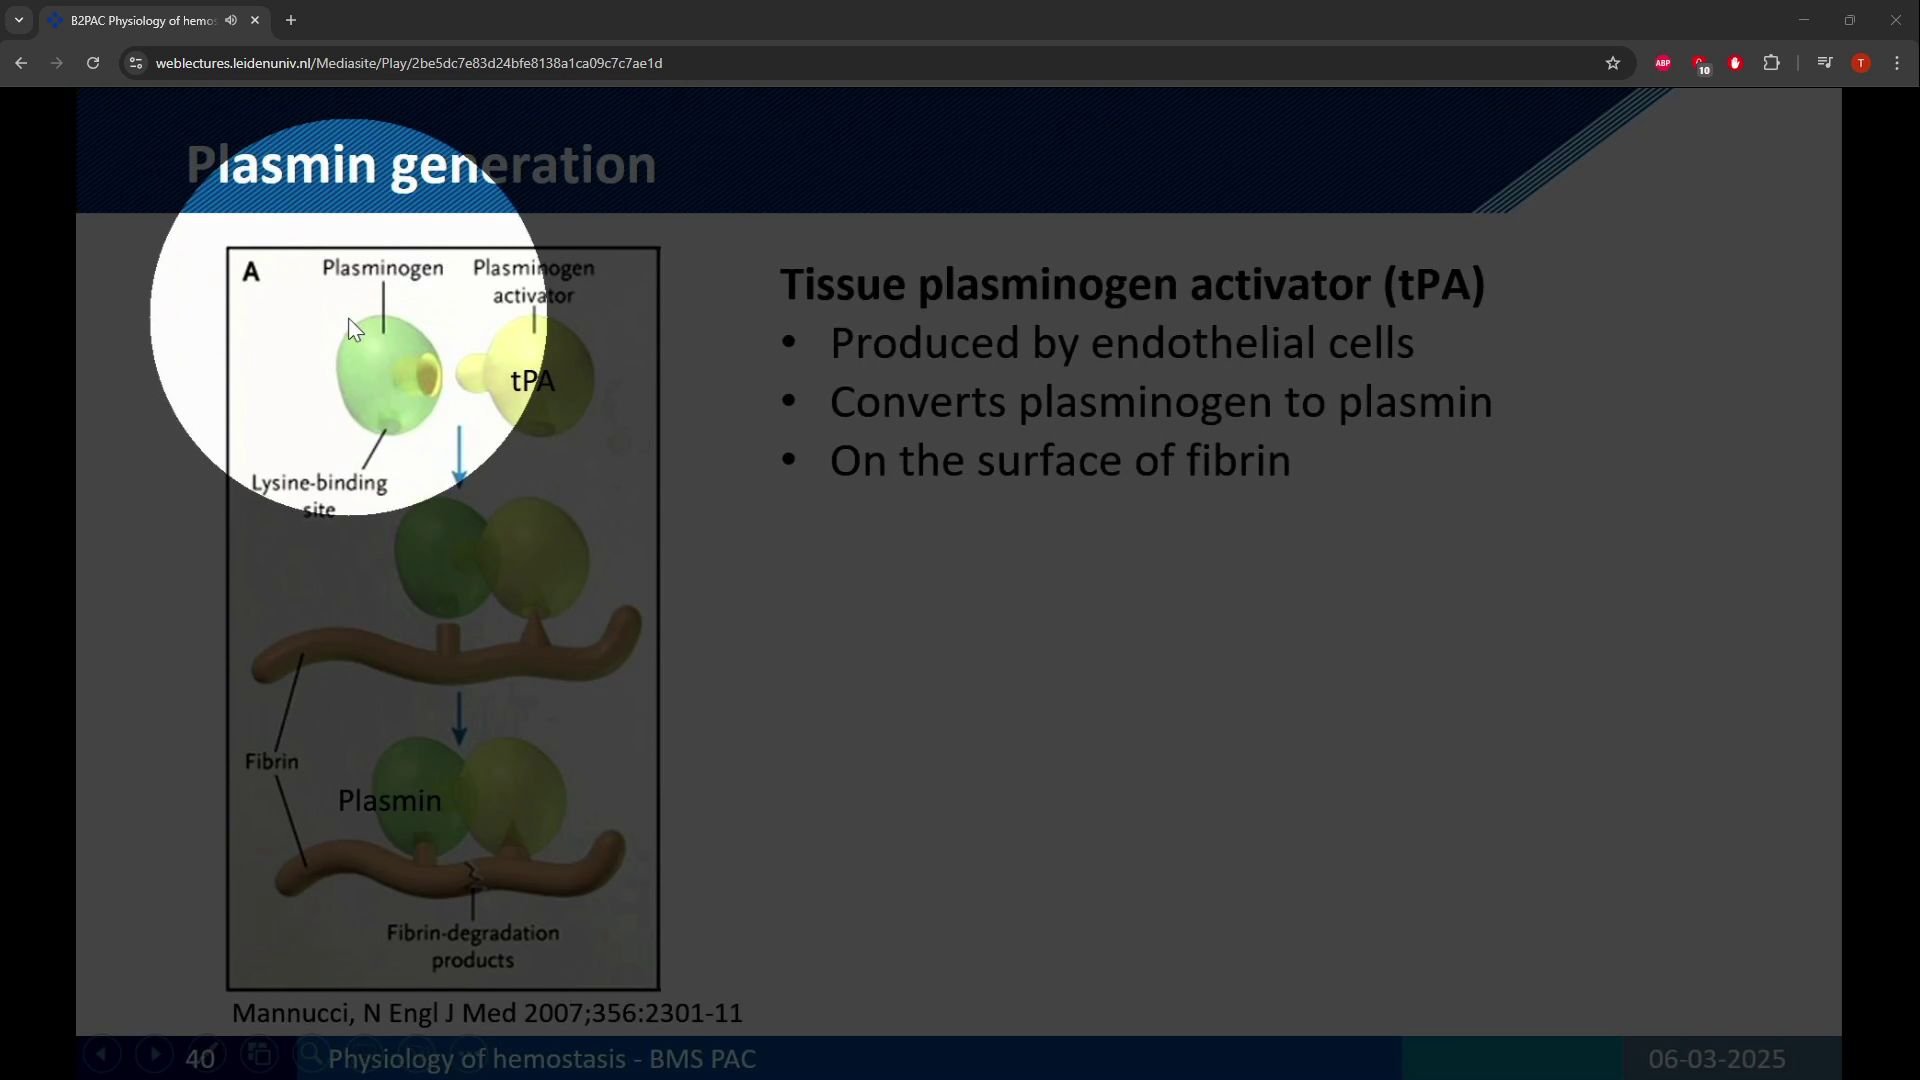 B2PAC Physiology of hemos
weblectures.leidenuniv.nl/Mediasite/Play/2be5dc7e83d24bfe8138a1ca09c7c7ae1d
ABP
10
T
Plasmin generation
A
Plasminogen
Plasminogen
activator
tPA
Lysine-binding
site
Fibrin
Plasmin
Fibrin-degradation
products
Mannucci, N Engl J Med 2007;356:2301-11
Tissue plasminogen activator (tPA)
• Produced by endothelial cells
• Converts plasminogen to plasmin
• On the surface of fibrin
40
Physiology of hemostasis - BMS PAC
06-03-2025